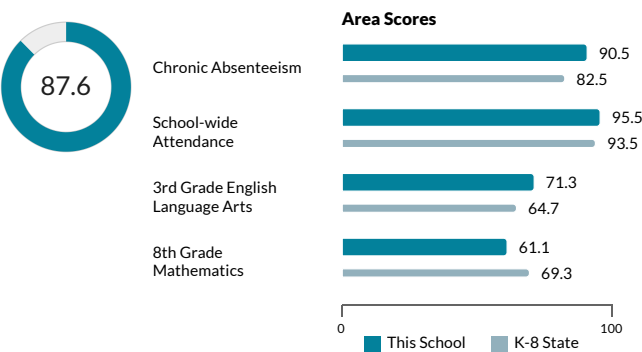 Area Scores
87.6
Chronic Absenteeism
90.5
82.5
School-wide
Attendance
95.5
93.5
3rd Grade English
Language Arts
71.3
64.7
8th Grade
Mathematics
61.1
69.3
0
100
This School
K-8 State